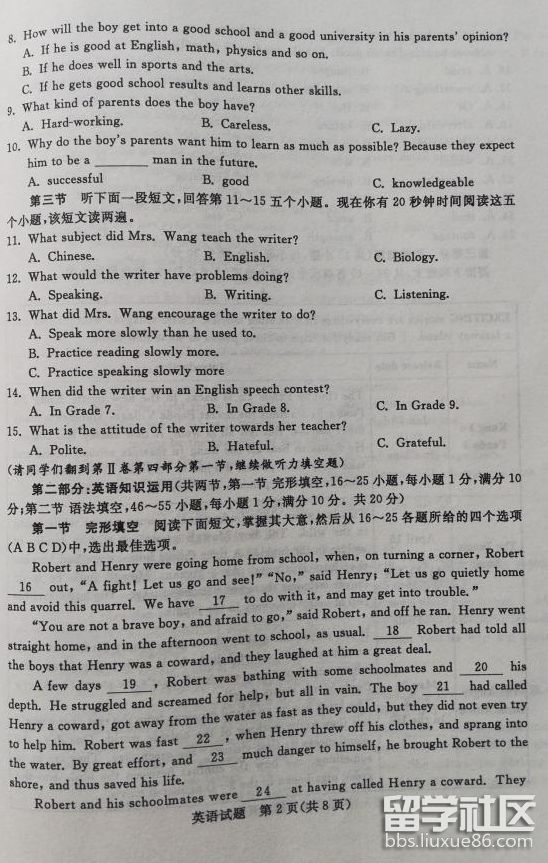 8. How will the boy get into a good school and a good university in his parents' opinion?
A. If he is good at English, math, physics and so on.
B. If he does well in sports and the arts.
C. If he gets good school results and learns other skills.
9. What kind of parents does the boy have?
A. Hard-working. B. Careless. C. Lazy.
10. Why do the boy's parents want him to learn as much as possible? Because they expect
him to be a ________ man in the future.
A. successful B. good C. knowledgeable
第三节 听下面一段短文,回答第 11～15 五个小题。现在你有 20 秒钟时间阅读这五
个小题,该短文读两遍。
11. What subject did Mrs. Wang teach the writer?
A. Chinese. B. English. C. Biology.
12. What would the writer have problems doing?
A. Speaking. B. Writing. C. Listening.
13. What did Mrs. Wang encourage the writer to do?
A. Speak more slowly than he used to.
B. Practice reading slowly more.
C. Practice speaking slowly more
14. When did the writer win an English speech contest?
A. In Grade 7. B. In Grade 8. C. In Grade 9.
15. What is the attitude of the writer towards her teacher?
A. Polite. B. Hateful. C. Grateful.
(请同学们翻到第Ⅱ卷第四部分第一节,继续做听力填空题)
第二部分:英语知识运用(共两节,第一节 完形填空,16～25 小题,每小题 1 分,满分 10
分;第二节 语法填空,46～55 小题,每小题 1 分,满分 10 分。共 20 分)
第一节 完形填空 阅读下面短文,掌握其大意,然后从 16～25 各题所给的四个选项
(A B C D)中,选出最佳选项。
Robert and Henry were going home from school, when, on turning a corner, Robert
16 out, "A fight! Let us go and see!" "No," said Henry; "Let us go quietly home
and avoid this quarrel. We have 17 to do with it, and may get into trouble."
"You are not a brave boy, and afraid to go," said Robert, and off he ran. Henry went
straight home, and in the afternoon went to school, as usual. 18 Robert had told all
the boys that Henry was a coward, and they laughed at him a great deal.
A few days 19 , Robert was bathing with some schoolmates and 20 his
depth. He struggled and screamed for help, but all in vain. The boy 21 had called
Henry a coward, got away from the water as fast as they could, but they did not even try
to help him. Robert was fast 22 , when Henry threw off his clothes, and sprang into
the water. By great effort, and 23 much danger to himself, he brought Robert to the
shore, and thus saved his life.
Robert and his schoolmates were 24 at having called Henry a coward. They
英语试题 第 2 页(共 8 页)
留学社区
bbs.liuxue86.com